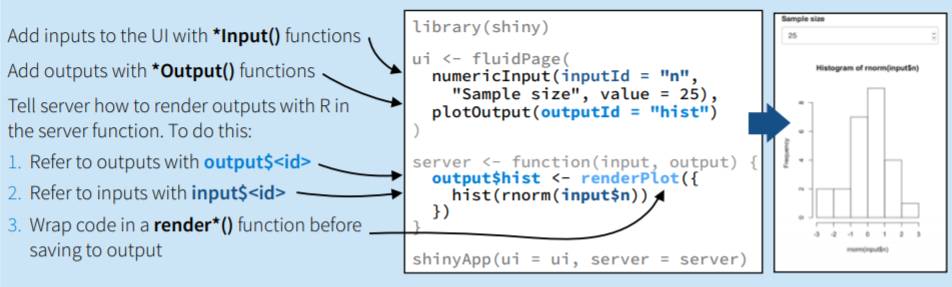 Add inputs to the UI with *Input() functions
Add outputs with *Output() functions
Tell server how to render outputs with R in
the server function. To do this:
1. Refer to outputs with output$<id>
2. Refer to inputs with input$<id>
3. Wrap code in a render*() function before
saving to output
library(shiny)
ui <- fluidPage(
numericInput(inputId = "n",
"Sample size", value = 25),
plotOutput(outputId = "hist")
)
server <- function(input, output) {
output$hist <- renderPlot({
hist(rnorm(input$n))
})
}
shinyApp(ui = ui, server = server)
Sample size
25
Histogram of rnorm(input$n)
Frequency
8
6
4
2
0
-3 -2 -1 0 1 2 3
rnorm(input$n)